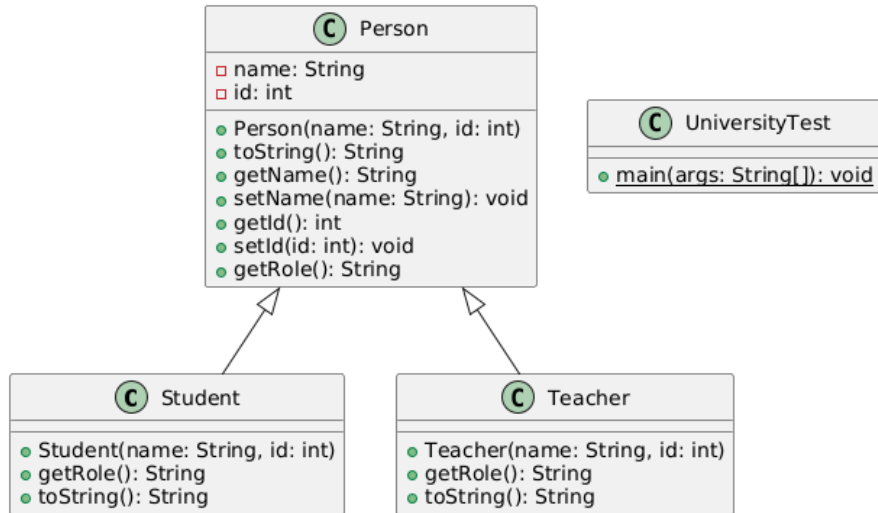 C Person
name: String
id: int
Person(name: String, id: int)
toString(): String
getName(): String
setName(name: String): void
getId(): int
setId(id: int): void
getRole(): String
C UniversityTest
main(args: String[]): void
C Student
Student(name: String, id: int)
getRole(): String
toString(): String
C Teacher
Teacher(name: String, id: int)
getRole(): String
toString(): String